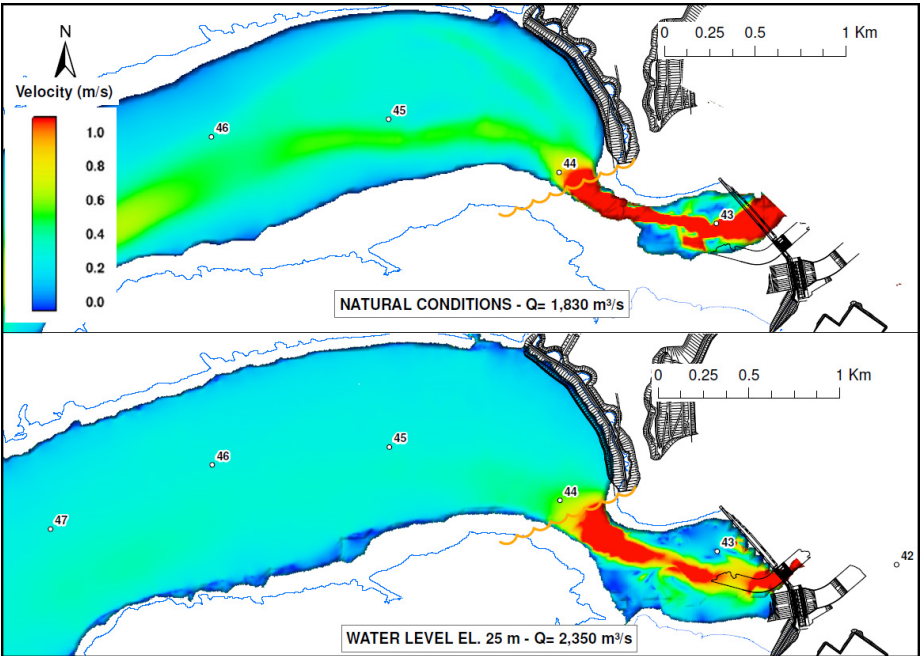 N
Velocity (m/s)
1.0
0.8
0.6
0.4
0.2
0.0
0 0.25 0.5 1 Km
46
45
44
43
NATURAL CONDITIONS - Q= 1,830 m³/s
0 0.25 0.5 1 Km
47
46
45
44
43
42
WATER LEVEL EL. 25 m - Q= 2,350 m³/s